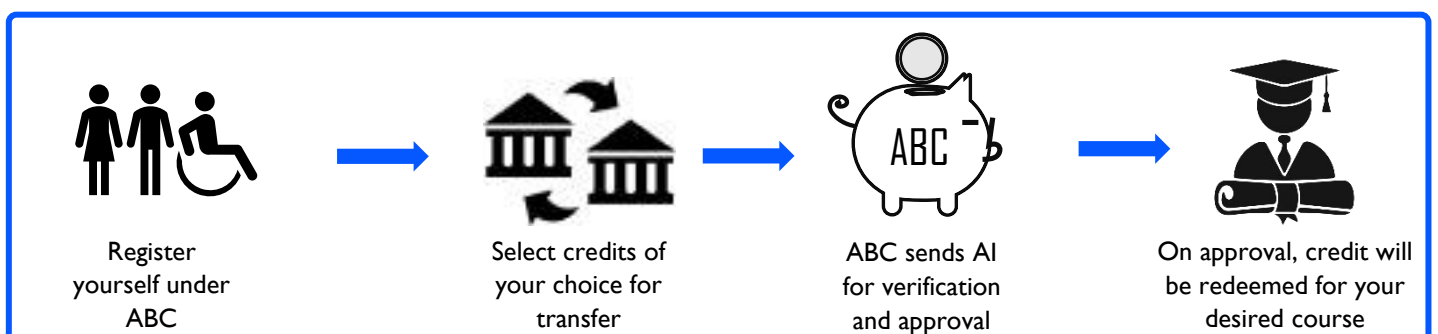 ABC
Register
yourself under
ABC
Select credits of
your choice for
transfer
ABC sends AI
for verification
and approval
On approval, credit will
be redeemed for your
desired course